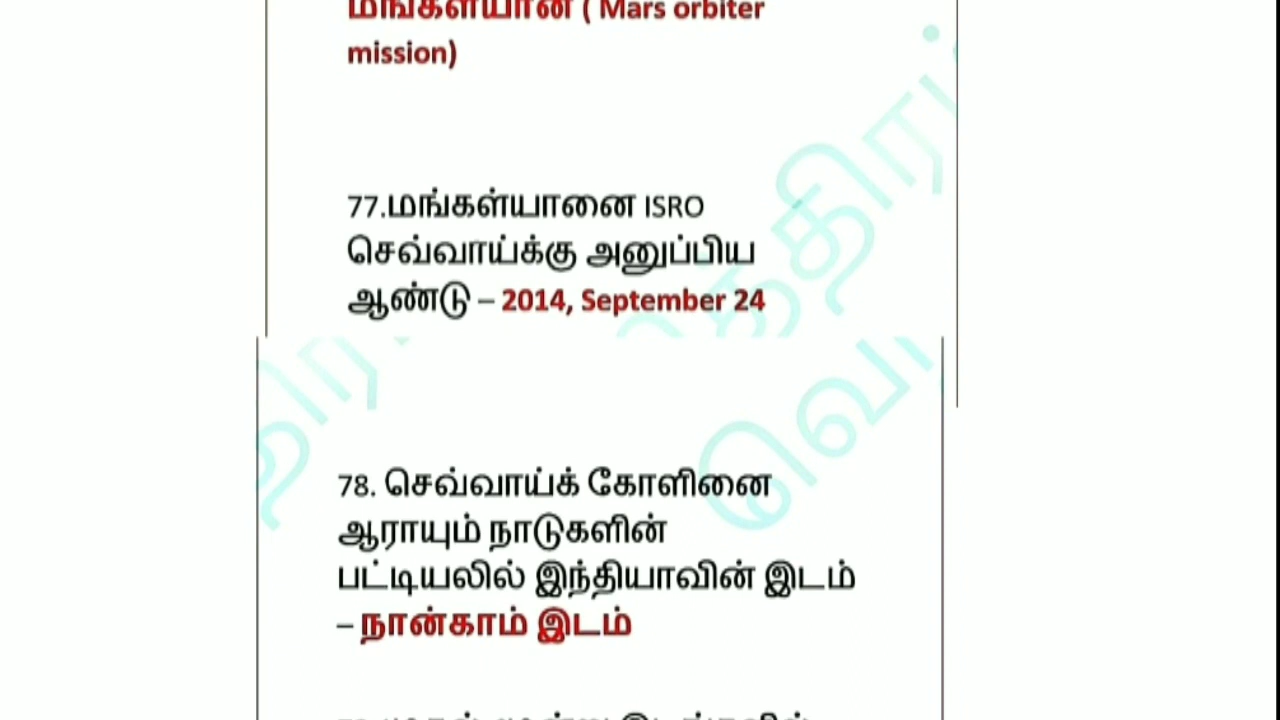 மங்கள்யான் ( Mars orbiter
mission)
77.மங்கள்யானை ISRO
செவ்வாய்க்கு அனுப்பிய
ஆண்டு – 2014, September 24
78. செவ்வாய்க் கோளினை
ஆராயும் நாடுகளின்
பட்டியலில் இந்தியாவின் இடம்
– நான்காம் இடம்